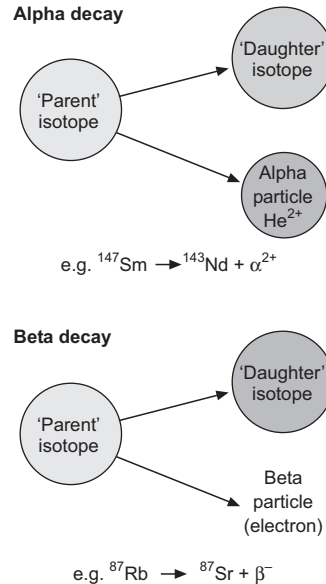 Alpha decay
'Parent'
isotope
'Daughter'
isotope
Alpha
particle
He²⁺
e.g. ¹⁴⁷Sm → ¹⁴³Nd + α²⁺
Beta decay
'Parent'
isotope
'Daughter'
isotope
Beta
particle
(electron)
e.g. ⁸⁷Rb → ⁸⁷Sr + β⁻